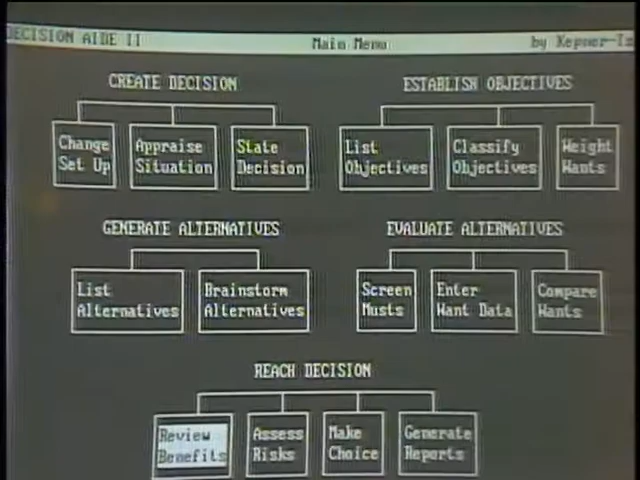 DECISION AIDE II Main Menu by Kepner-
CREATE DECISION ESTABLISH OBJECTIVES
Change Appraise State List Classify Weight
Set Up Situation Decision Objectives Objectives Wants
GENERATE ALTERNATIVES EVALUATE ALTERNATIVES
List Brainstorm Screen Enter Compare
Alternatives Alternatives Musts Want Data Wants
REACH DECISION
Review Assess Make Generate
Benefits Risks Choice Reports